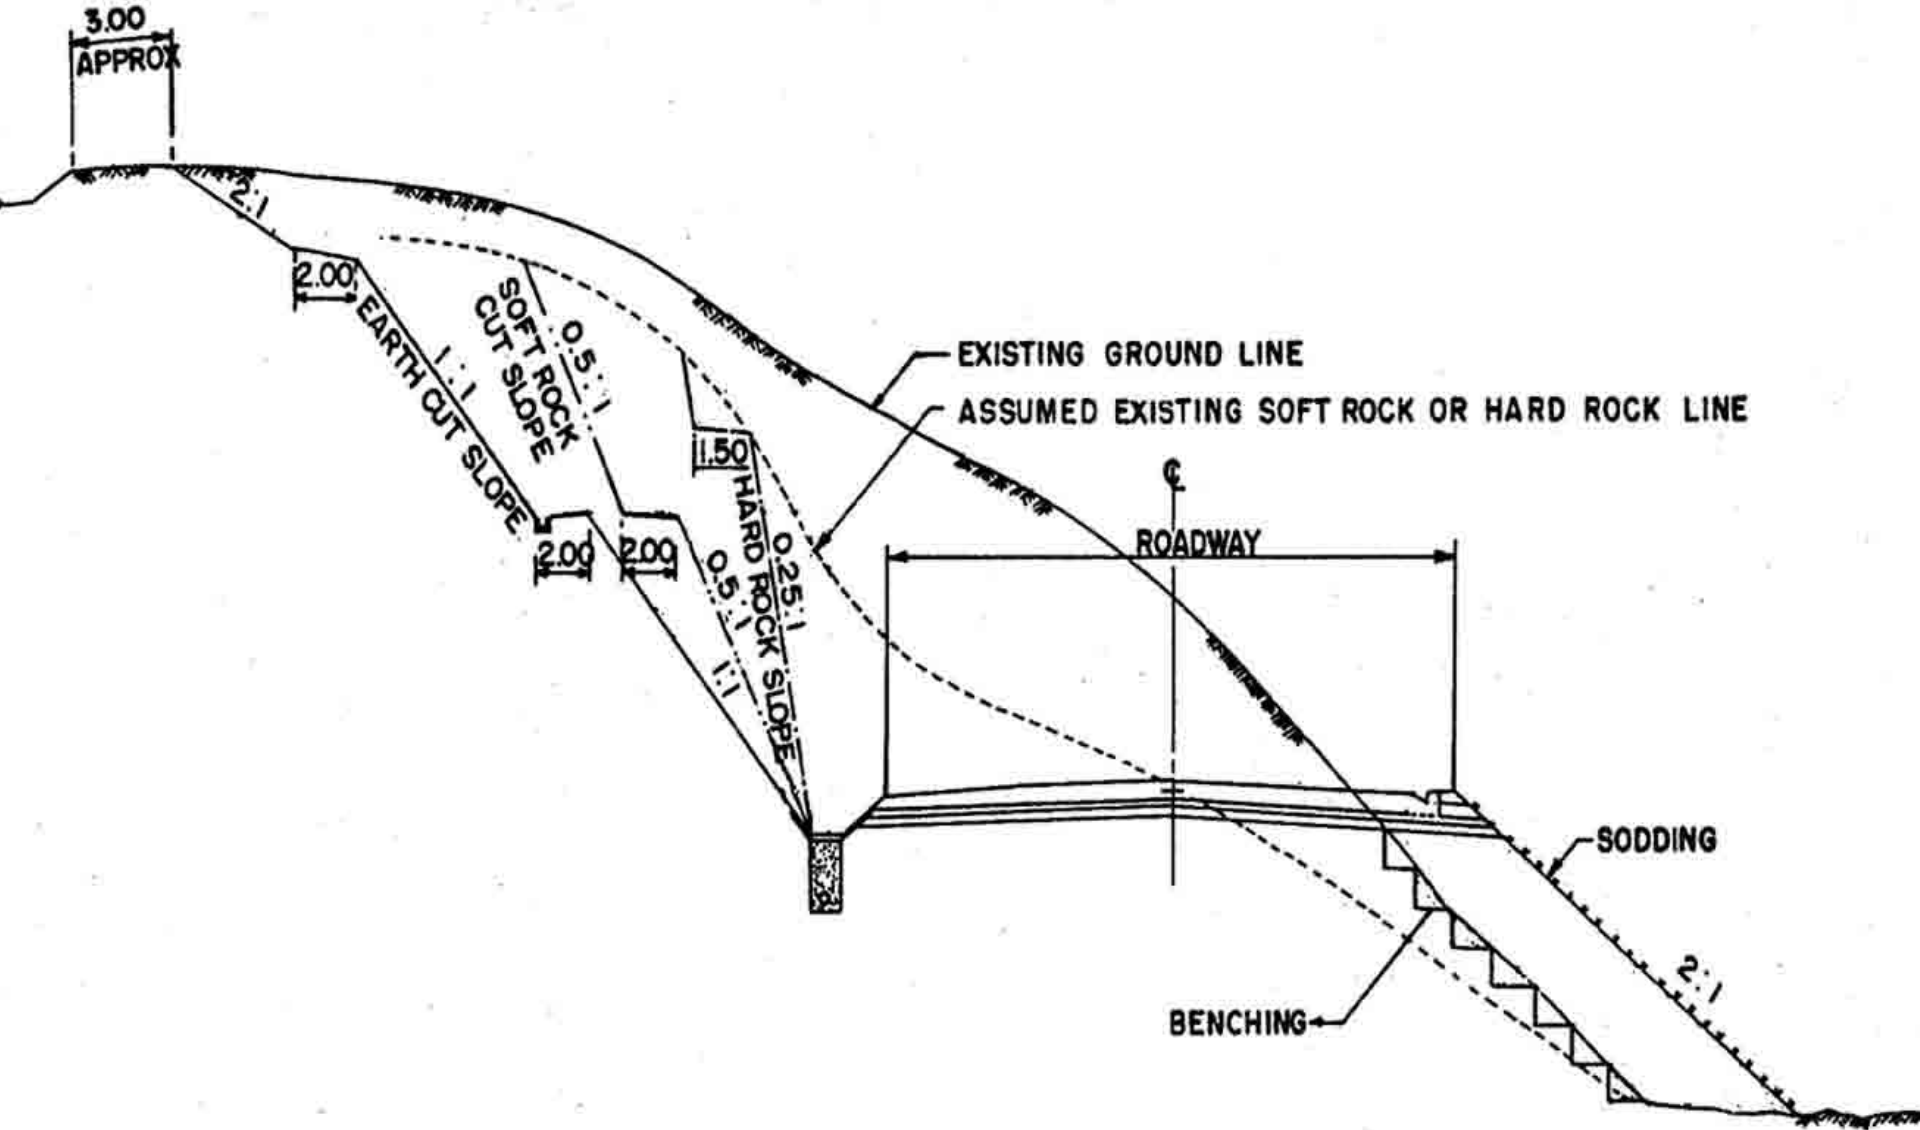 3.00
APPROX
2:1
2.00
EARTH CUT SLOPE
1:1
SOFT ROCK
CUT SLOPE
0.5:1
1.50
HARD ROCK SLOPE
0.25:1
2.00
2.00
0.5:1
1:1
EXISTING GROUND LINE
ASSUMED EXISTING SOFT ROCK OR HARD ROCK LINE
℄
ROADWAY
SODDING
2:1
BENCHING